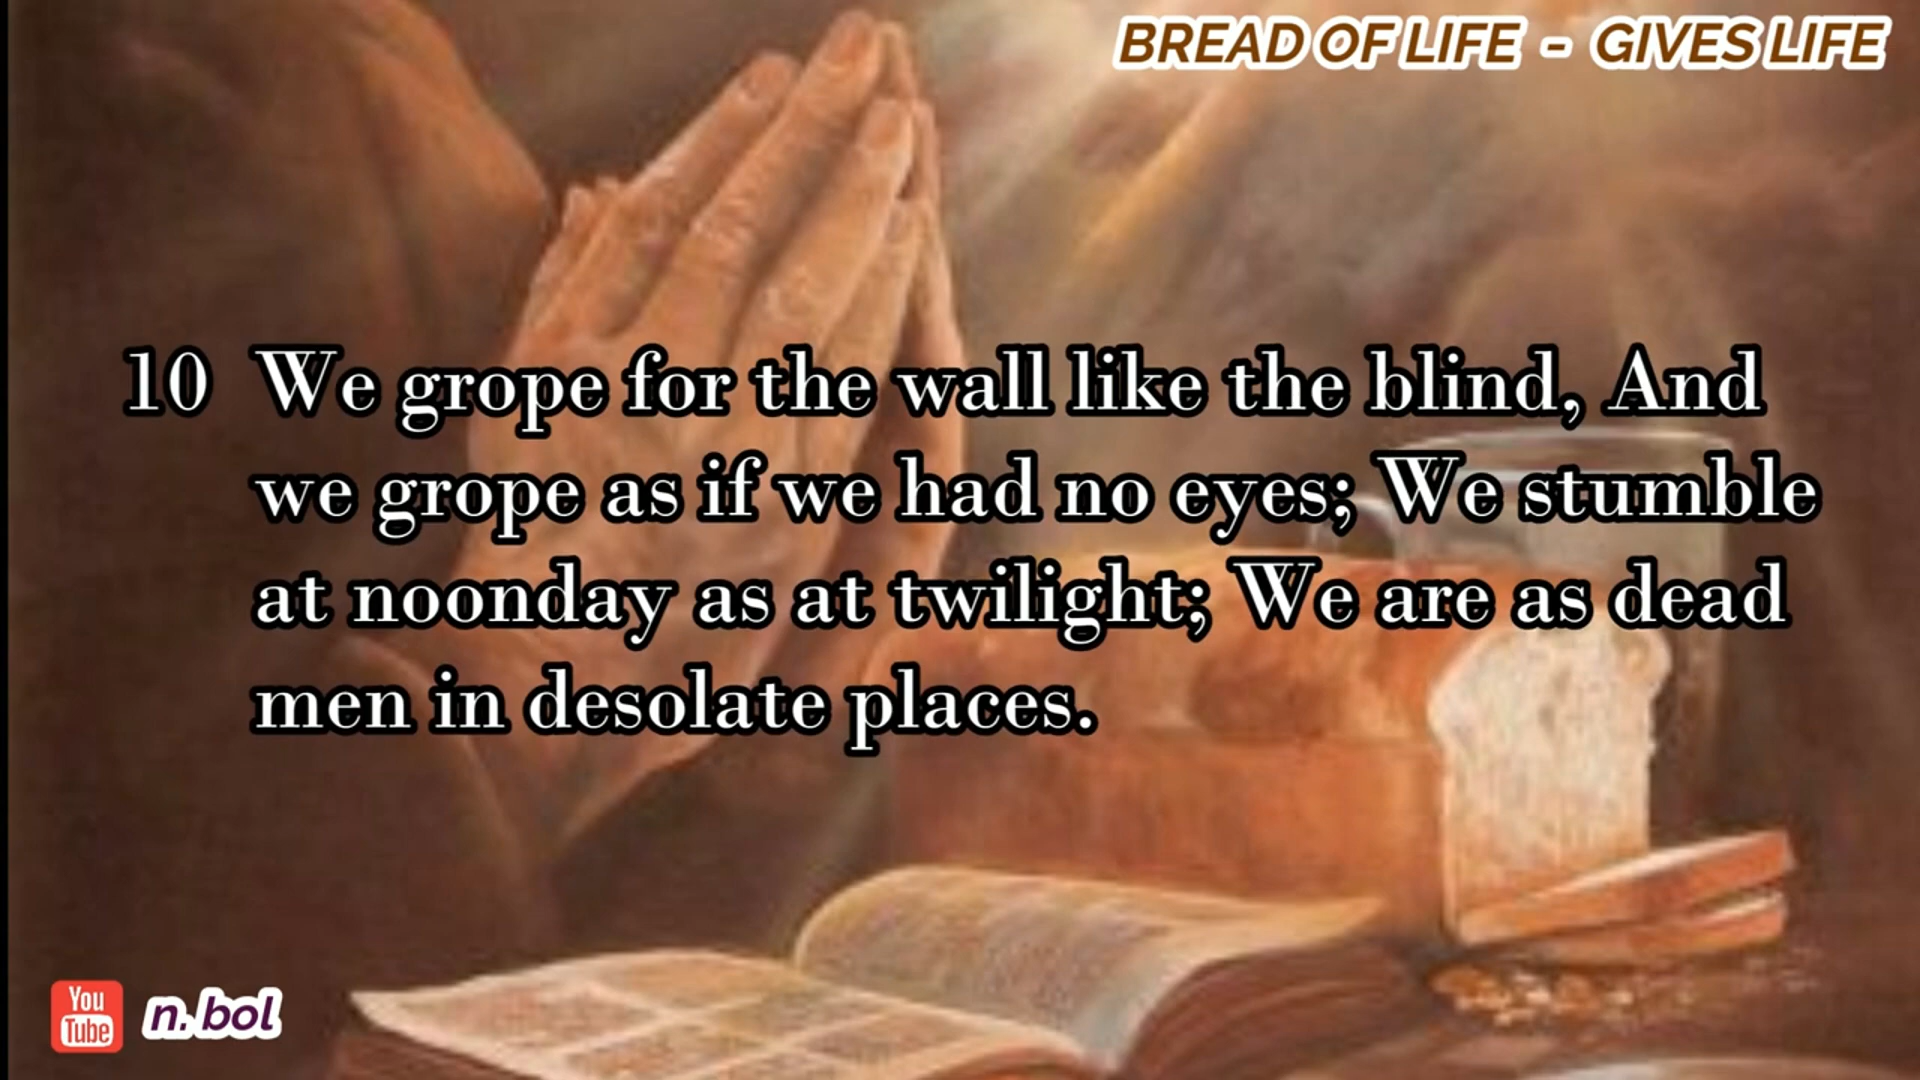 BREAD OF LIFE - GIVES LIFE
10 We grope for the wall like the blind, And
we grope as if we had no eyes; We stumble
at noonday as at twilight; We are as dead
men in desolate places.
You
Tube
n. bol